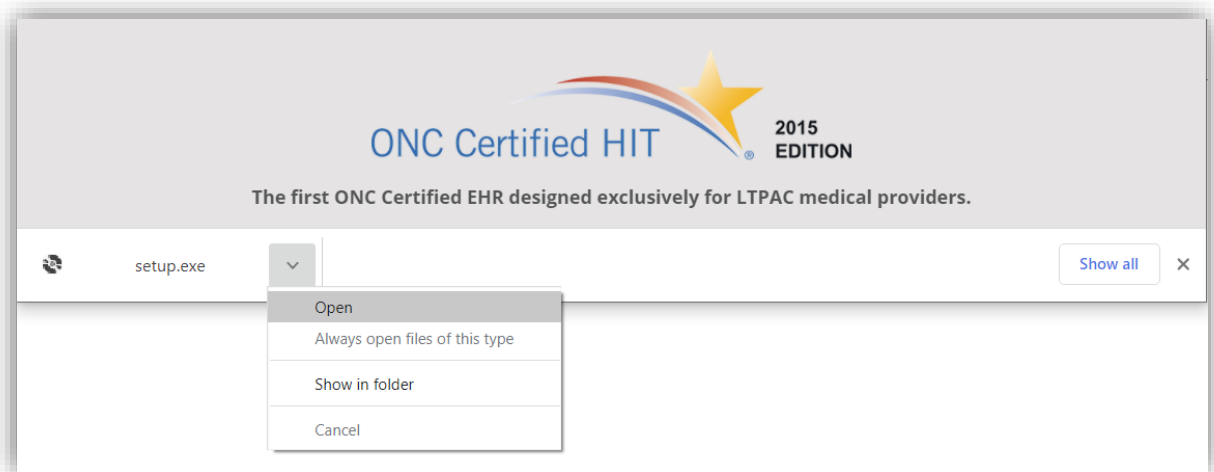 ONC Certified HIT ®
2015
EDITION
The first ONC Certified EHR designed exclusively for LTPAC medical providers.
setup.exe
Show all
Open
Always open files of this type
Show in folder
Cancel